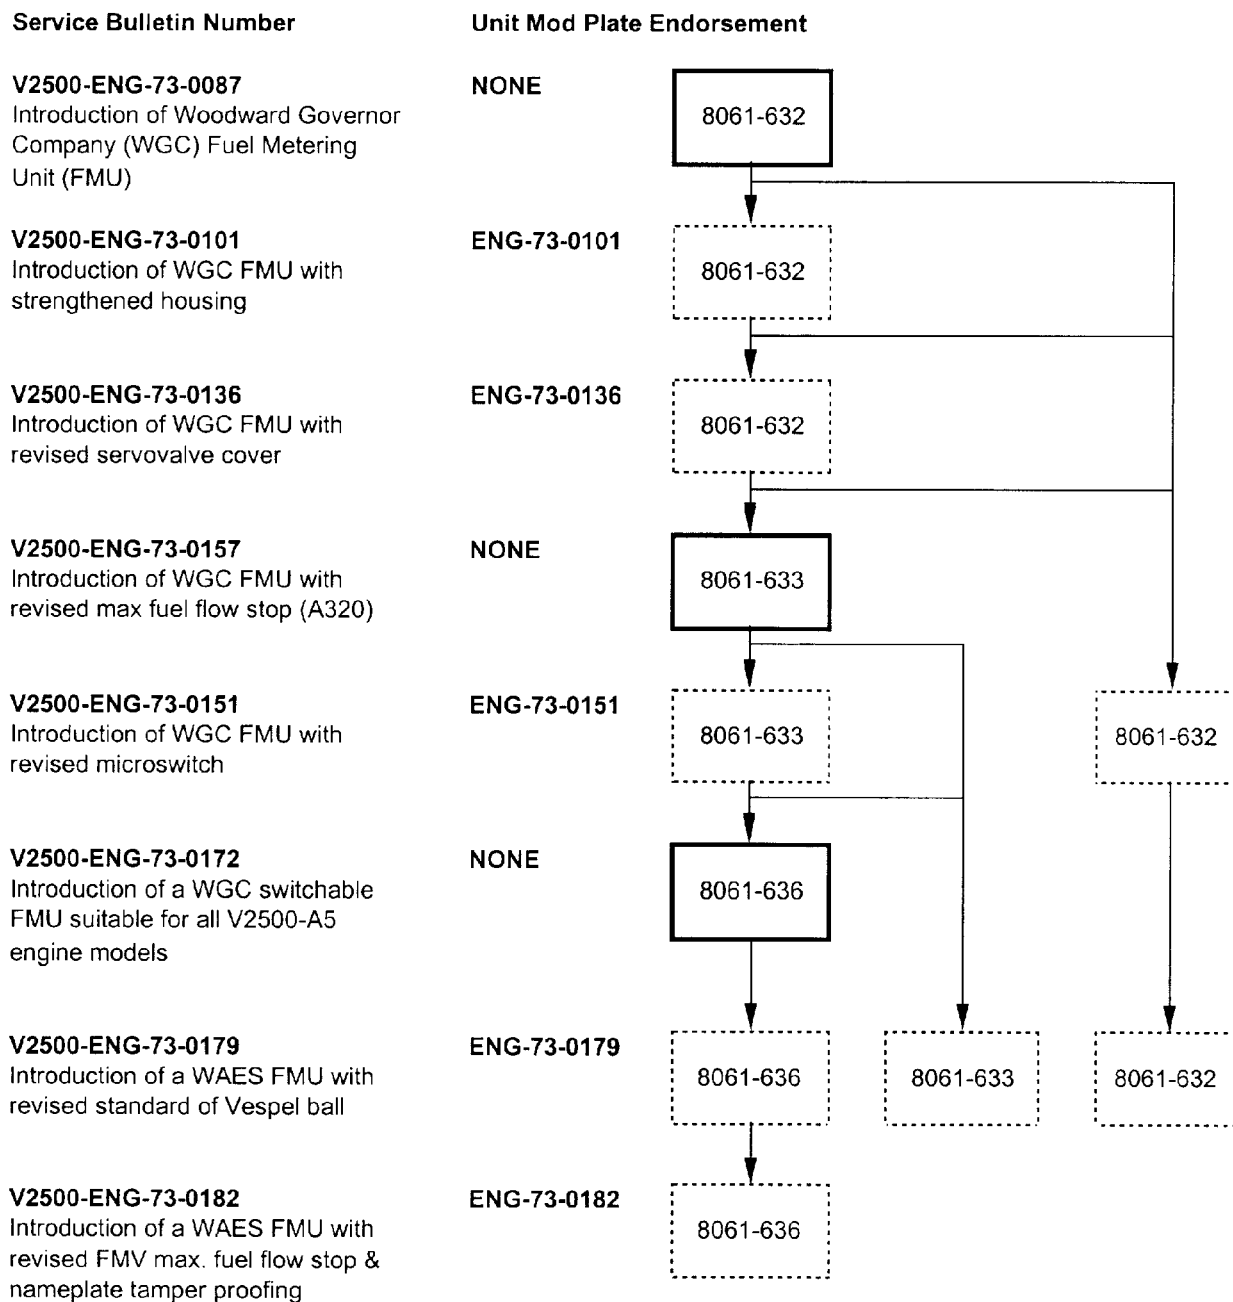 Service Bulletin Number Unit Mod Plate Endorsement
V2500-ENG-73-0087 NONE
Introduction of Woodward Governor
Company (WGC) Fuel Metering
Unit (FMU)
8061-632
V2500-ENG-73-0101 ENG-73-0101
Introduction of WGC FMU with
strengthened housing
8061-632
V2500-ENG-73-0136 ENG-73-0136
Introduction of WGC FMU with
revised servovalve cover
8061-632
V2500-ENG-73-0157 NONE
Introduction of WGC FMU with
revised max fuel flow stop (A320)
8061-633
V2500-ENG-73-0151 ENG-73-0151
Introduction of WGC FMU with
revised microswitch
8061-633 8061-632
V2500-ENG-73-0172 NONE
Introduction of a WGC switchable
FMU suitable for all V2500-A5
engine models
8061-636
V2500-ENG-73-0179 ENG-73-0179
Introduction of a WAES FMU with
revised standard of Vespel ball
8061-636 8061-633 8061-632
V2500-ENG-73-0182 ENG-73-0182
Introduction of a WAES FMU with
revised FMV max. fuel flow stop &
nameplate tamper proofing
8061-636